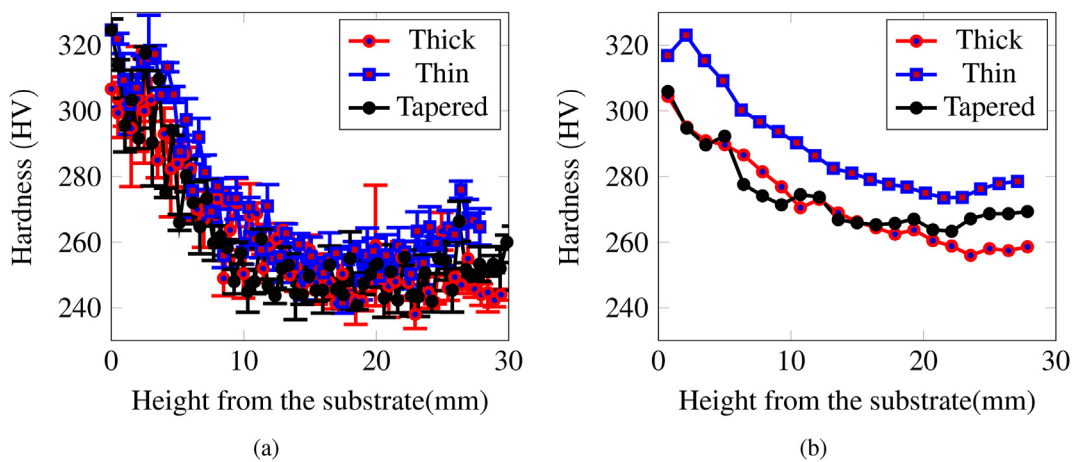 320
300
280
260
240
0
10
20
30
Hardness (HV)
Height from the substrate(mm)
Thick
Thin
Tapered
(a)
320
300
280
260
240
0
10
20
30
Hardness (HV)
Height from the substrate(mm)
Thick
Thin
Tapered
(b)